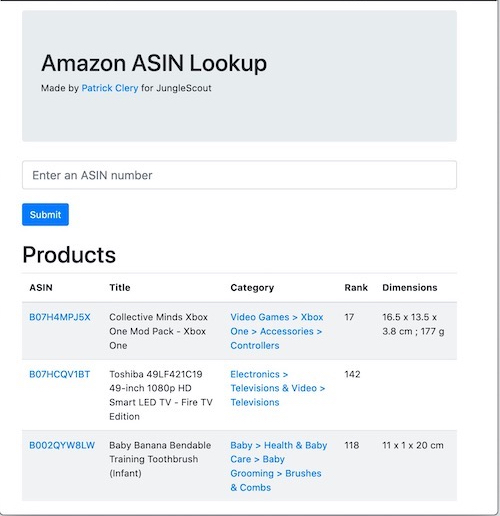 Amazon ASIN Lookup
Made by Patrick Clery for JungleScout
Enter an ASIN number
Submit
Products
ASIN Title Category Rank Dimensions
B07H4MPJ5X Collective Minds Xbox Video Games > Xbox 17 16.5 x 13.5 x
One Mod Pack - Xbox One > Accessories > 3.8 cm ; 177 g
One Controllers
B07HCQV1BT Toshiba 49LF421C19 Electronics > 142
49-inch 1080p HD Televisions & Video >
Smart LED TV - Fire TV Televisions
Edition
B002QYW8LW Baby Banana Bendable Baby > Health & Baby 118 11 x 1 x 20 cm
Training Toothbrush Care > Baby
(Infant) Grooming > Brushes
& Combs